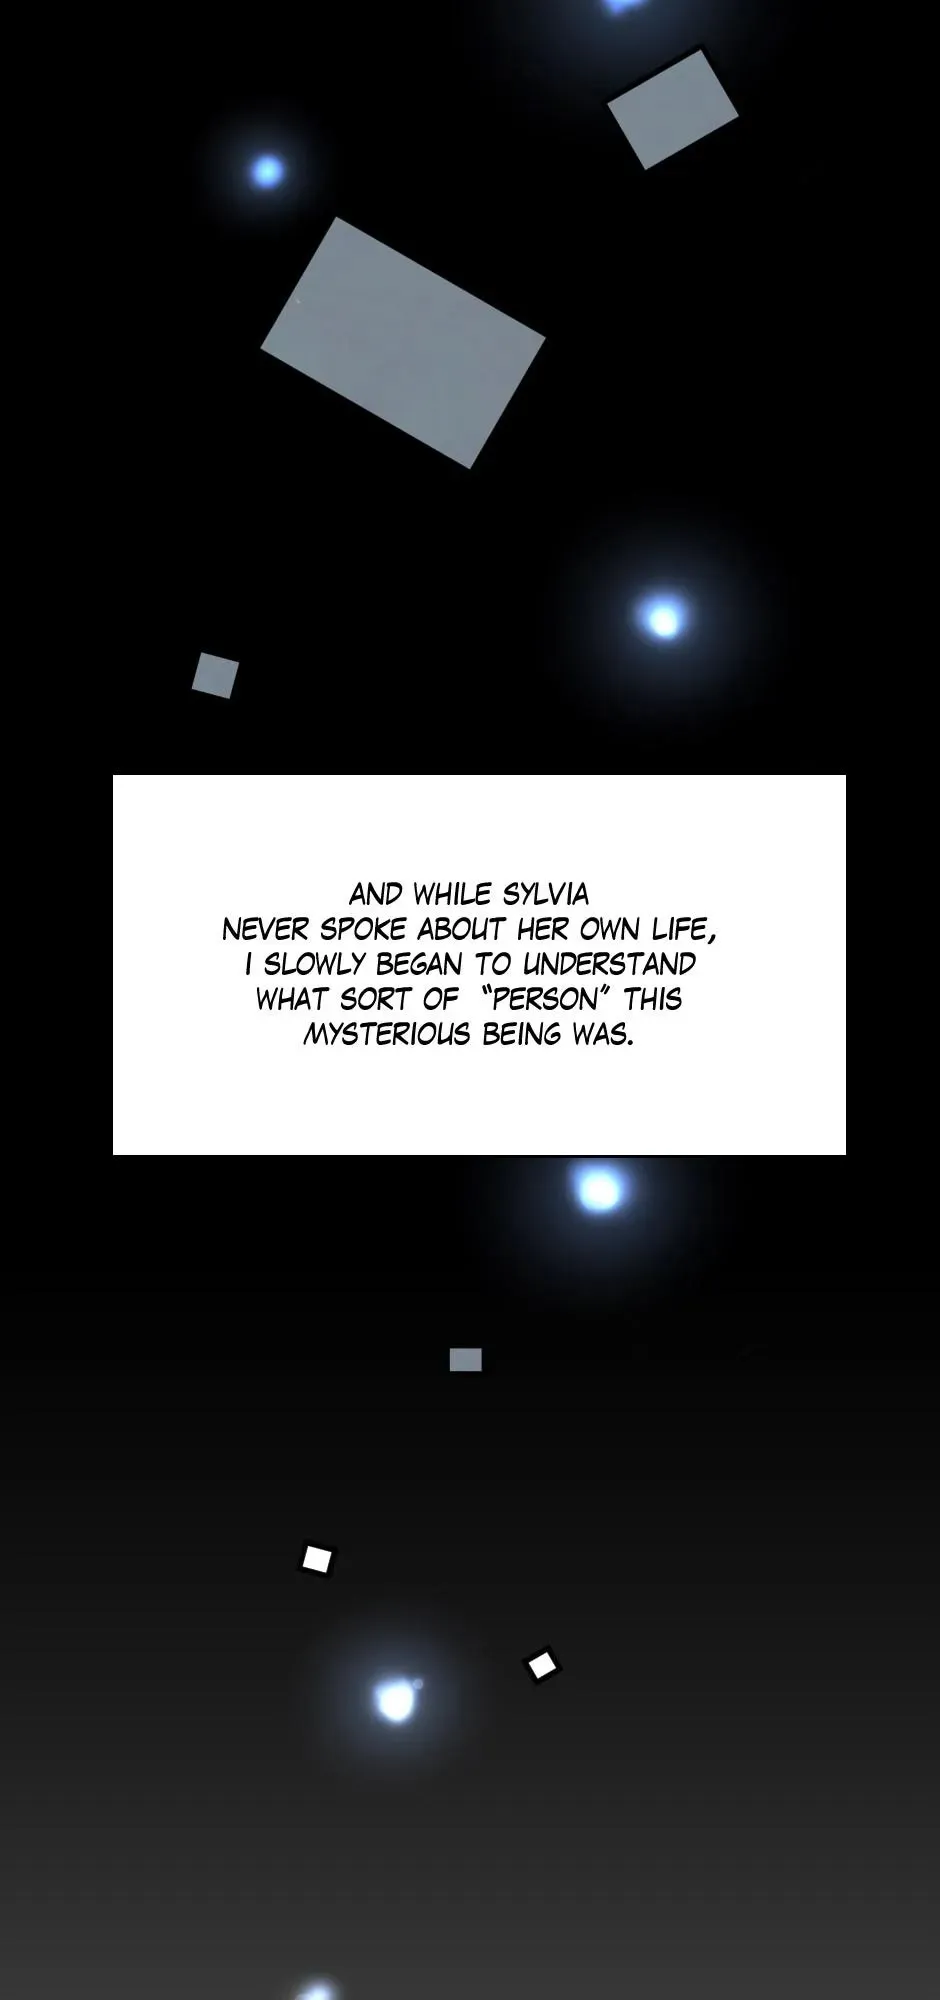 AND WHILE SYLVIA
NEVER SPOKE ABOUT HER OWN LIFE,
I SLOWLY BEGAN TO UNDERSTAND
WHAT SORT OF "PERSON" THIS
MYSTERIOUS BEING WAS.